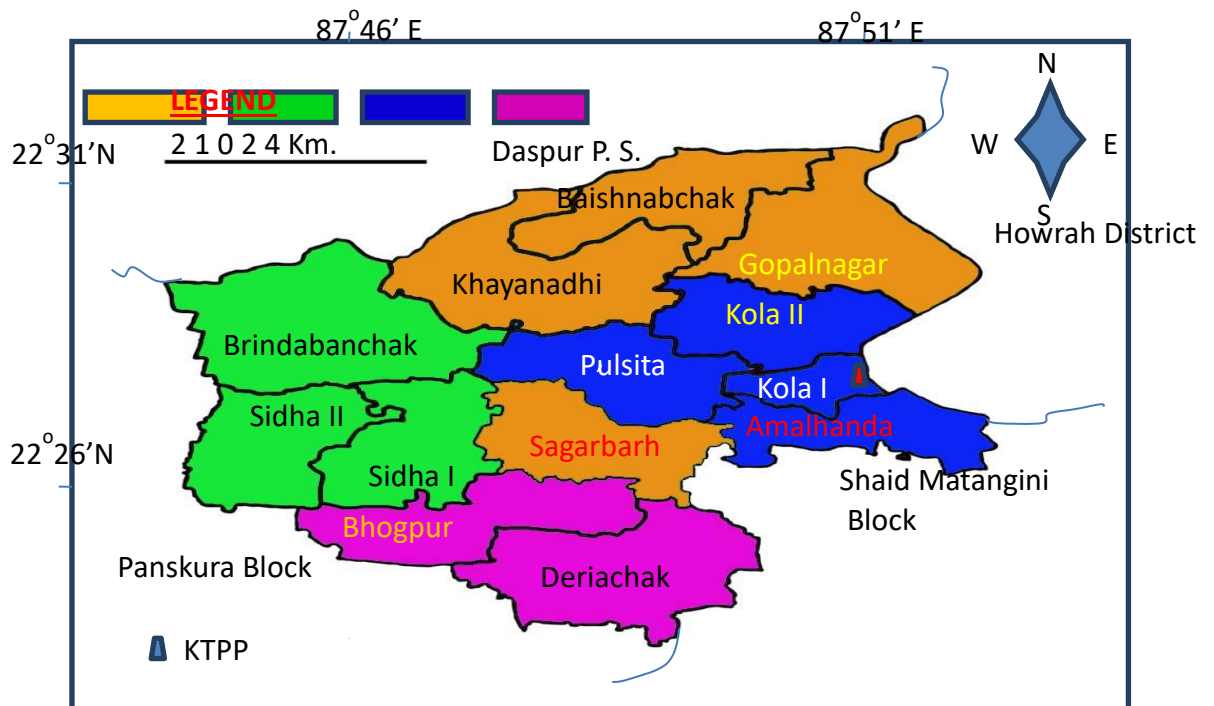 87°46’ E
87°51’ E
N
LEGEND
2 1 0 2 4 Km.
Daspur P. S.
22°31’N
W
E
S
Baishnabchak
Howrah District
Gopalnagar
Khayanadhi
Kola II
Brindabanchak
Pulsita
Kola I
Sidha II
Amalhanda
Sagarbarh
22°26’N
Sidha I
Shaid Matangini
Block
Bhogpur
Panskura Block
Deriachak
KTPP